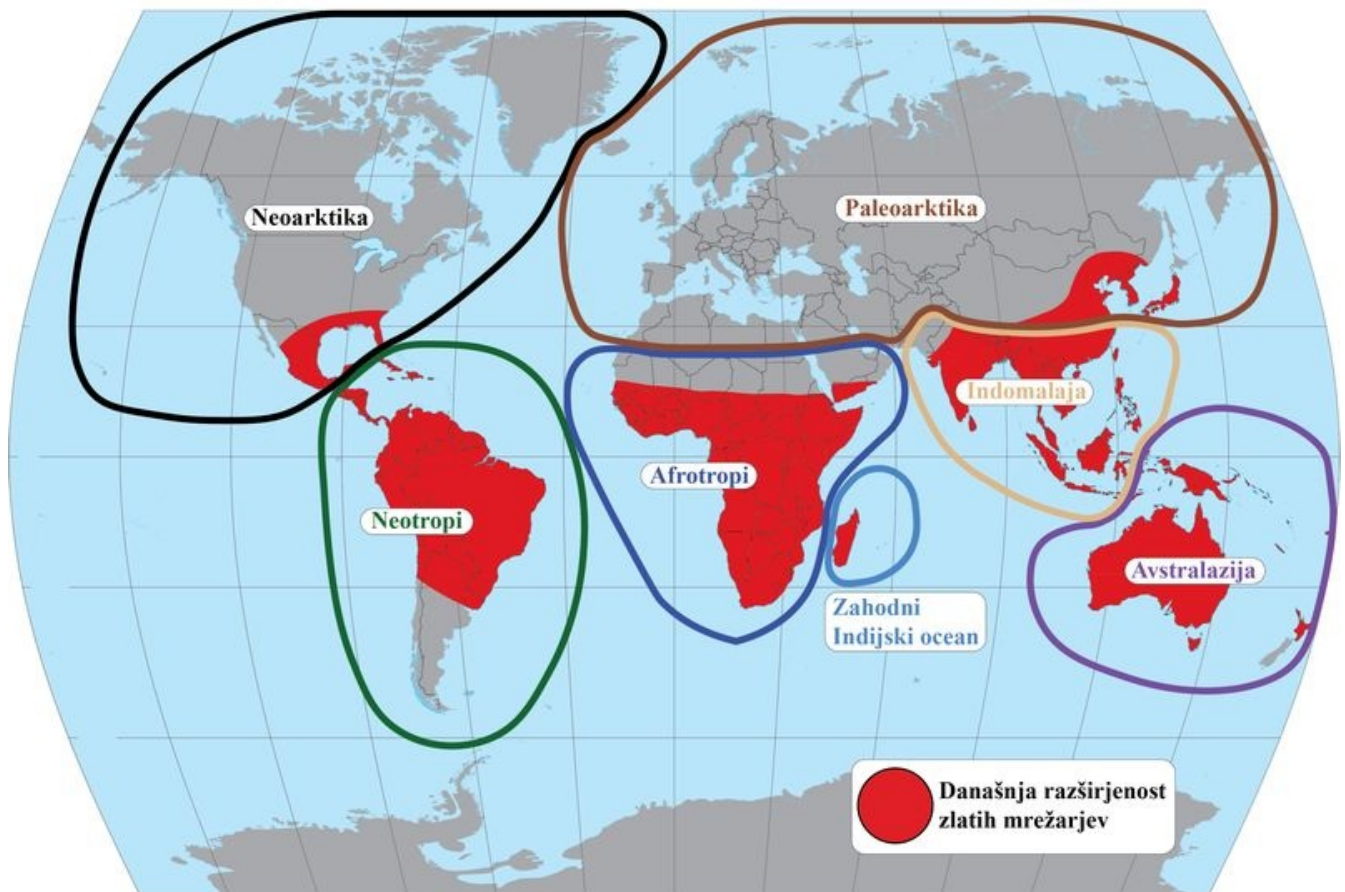 Neoarktika
Paleoarktika
Indomalaja
Afrotropi
Neotropi
Avstralazija
Zahodni
Indijski ocean
Današnja razširjenost
zlatih mrežarjev